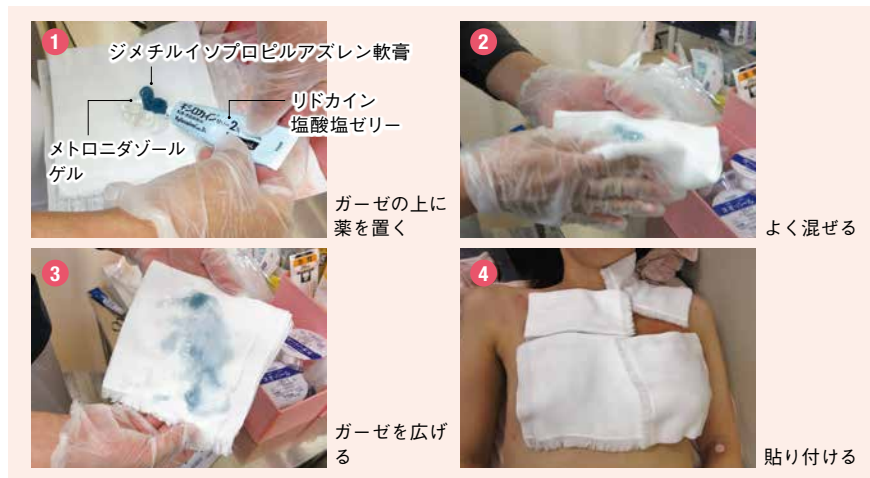 1
ジメチルイソプロピルアズレン軟膏
リドカイン
塩酸塩ゼリー
メトロニダゾール
ゲル
ガーゼの上に
薬を置く
2
よく混ぜる
3
ガーゼを広げ
る
4
貼り付ける